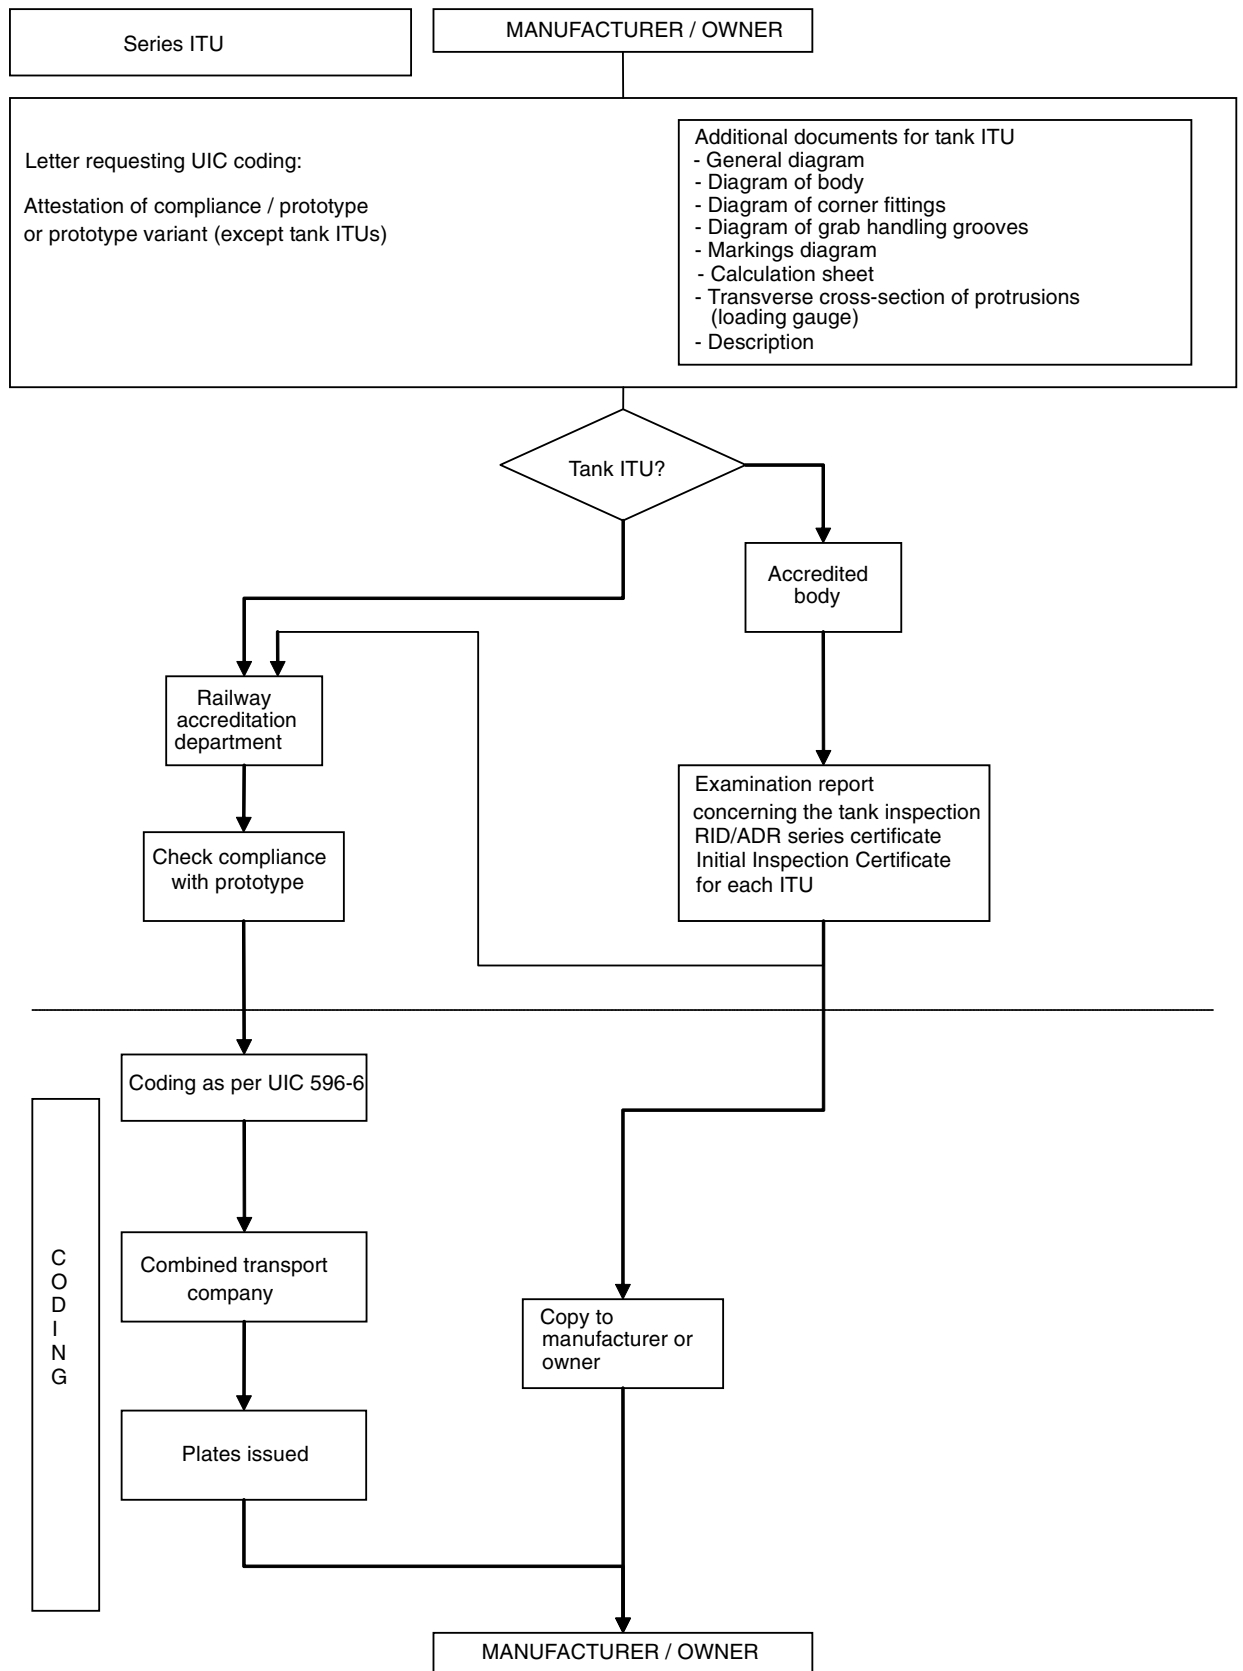 Series ITU
MANUFACTURER / OWNER
Letter requesting UIC coding:
Attestation of compliance / prototype
or prototype variant (except tank ITUs)
Additional documents for tank ITU
- General diagram
- Diagram of body
- Diagram of corner fittings
- Diagram of grab handling grooves
- Markings diagram
- Calculation sheet
- Transverse cross-section of protrusions
(loading gauge)
- Description
Tank ITU?
Accredited
body
Railway
accreditation
department
Examination report
concerning the tank inspection
RID/ADR series certificate
Initial Inspection Certificate
for each ITU
Check compliance
with prototype
Coding as per UIC 596-6
C
O
D
I
N
G
Combined transport
company
Copy to
manufacturer or
owner
Plates issued
MANUFACTURER / OWNER